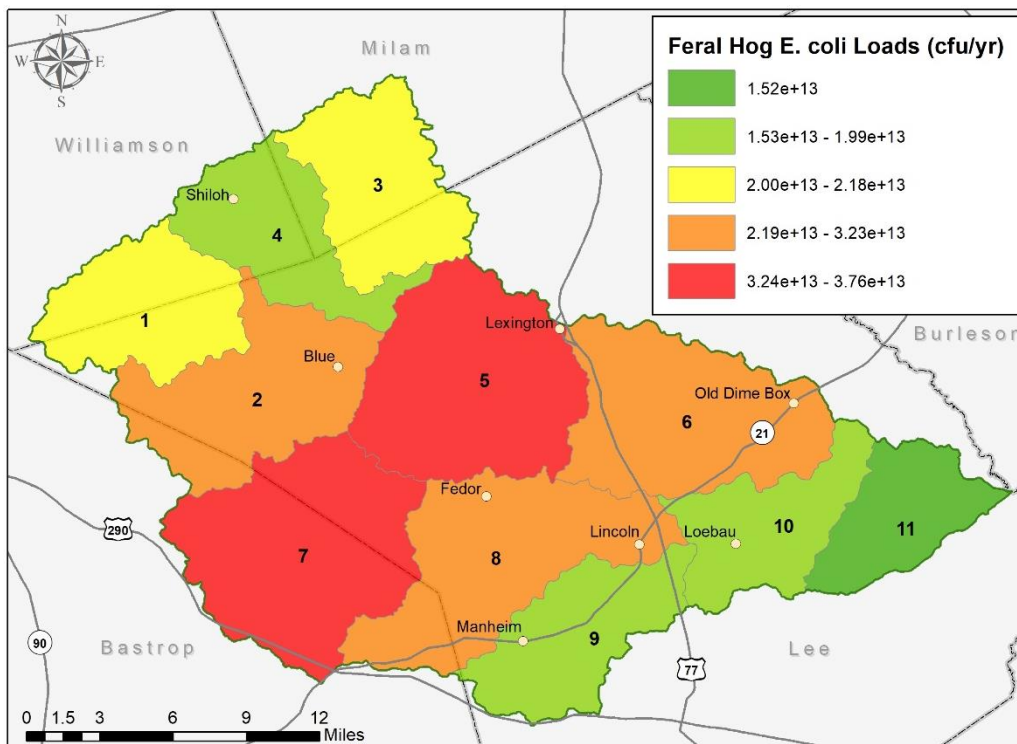 N
W E
S
Milam
Williamson
Burleson
Bastrop
Lee
Feral Hog E. coli Loads (cfu/yr)
1.52e+13
1.53e+13 - 1.99e+13
2.00e+13 - 2.18e+13
2.19e+13 - 3.23e+13
3.24e+13 - 3.76e+13
Shiloh
3
4
1
Lexington
Blue
2
5
Old Dime Box
6
21
Fedor
290
7
8
Lincoln
Loebau
10
11
Manheim
9
90
77
0 1.5 3 6 9 12
Miles